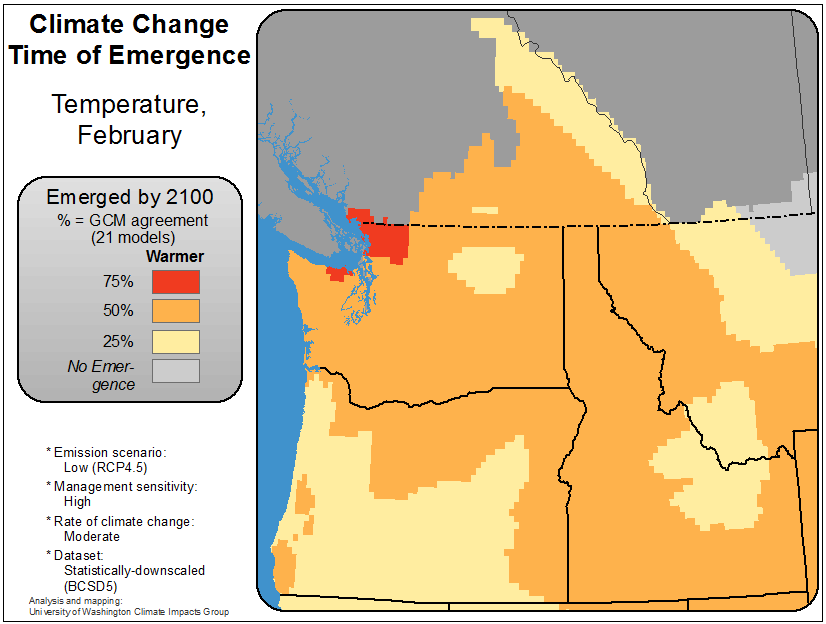 Climate Change
Time of Emergence
Temperature,
February
Emerged by 2100
% = GCM agreement
(21 models)
Warmer
75%
50%
25%
No Emer-
gence
* Emission scenario:
Low (RCP4.5)
* Management sensitivity:
High
* Rate of climate change:
Moderate
* Dataset:
Statistically-downscaled
(BCSD5)
Analysis and mapping:
University of Washington Climate Impacts Group